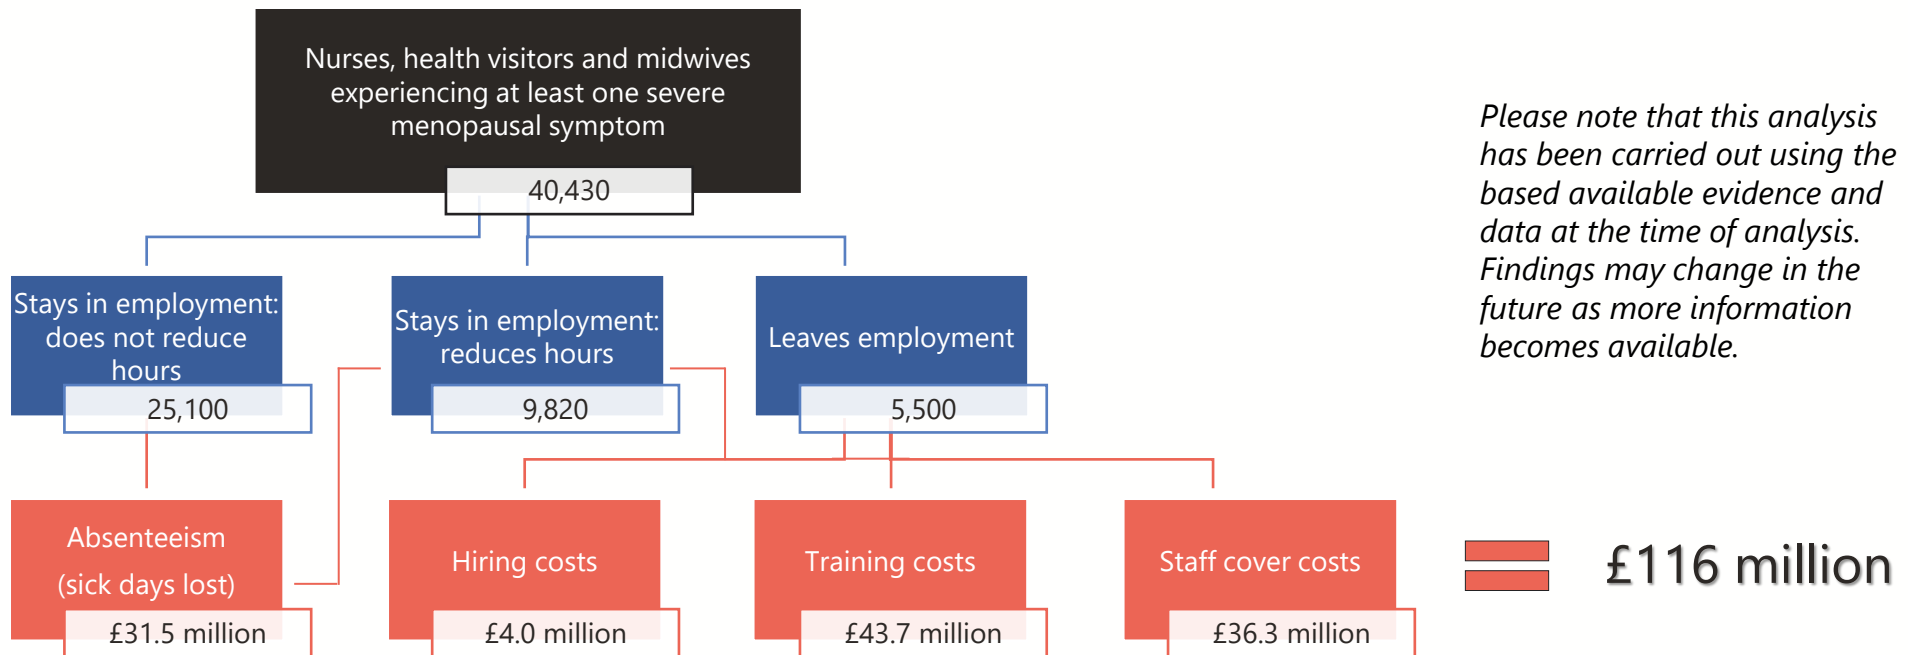 Nurses, health visitors and midwives
experiencing at least one severe
menopausal symptom
40,430
Please note that this analysis
has been carried out using the
based available evidence and
data at the time of analysis.
Findings may change in the
future as more information
becomes available.
Stays in employment:
does not reduce
hours
25,100
Stays in employment:
reduces hours
9,820
Leaves employment
5,500
Absenteeism
(sick days lost)
£31.5 million
Hiring costs
£4.0 million
Training costs
£43.7 million
Staff cover costs
£36.3 million
£116 million